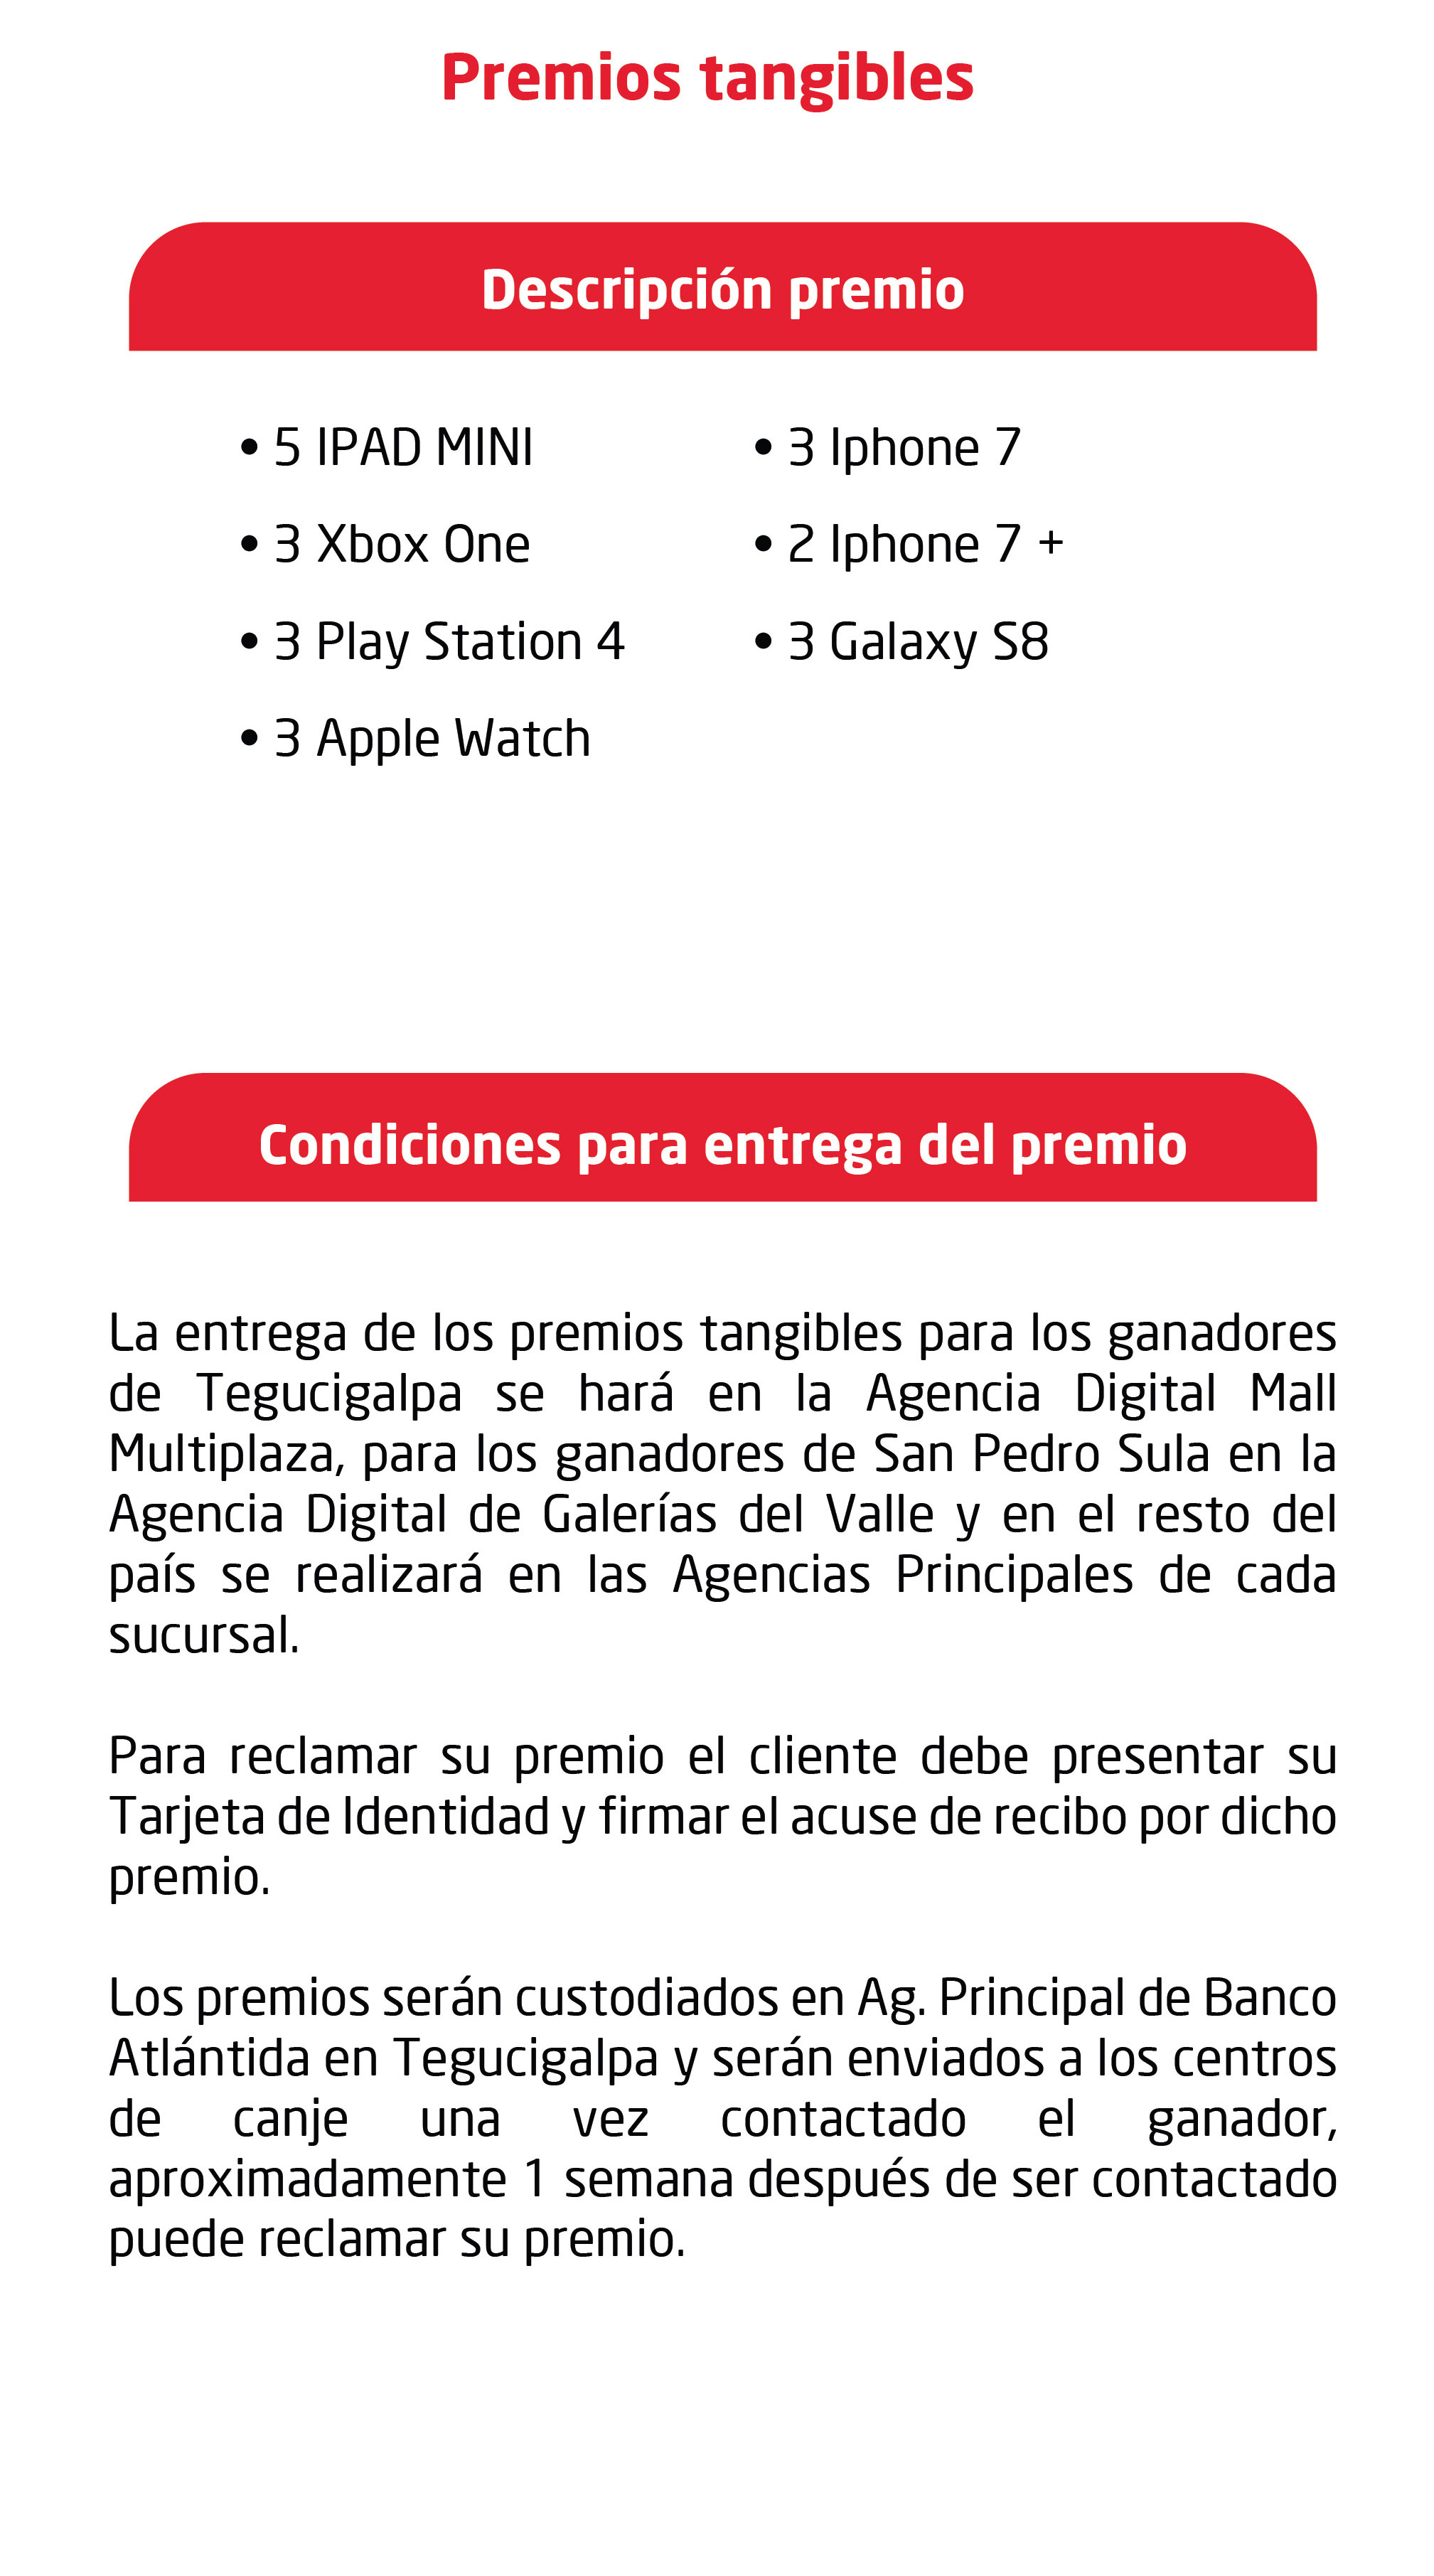 Premios tangibles
Descripción premio
• 5 IPAD MINI
• 3 Xbox One
• 3 Play Station 4
• 3 Apple Watch
• 3 Iphone 7
• 2 Iphone 7 +
• 3 Galaxy S8
Condiciones para entrega del premio
La entrega de los premios tangibles para los ganadores
de Tegucigalpa se hará en la Agencia Digital Mall
Multiplaza, para los ganadores de San Pedro Sula en la
Agencia Digital de Galerías del Valle y en el resto del
país se realizará en las Agencias Principales de cada
sucursal.
Para reclamar su premio el cliente debe presentar su
Tarjeta de Identidad y firmar el acuse de recibo por dicho
premio.
Los premios serán custodiados en Ag. Principal de Banco
Atlántida en Tegucigalpa y serán enviados a los centros
de canje una vez contactado el ganador,
aproximadamente 1 semana después de ser contactado
puede reclamar su premio.